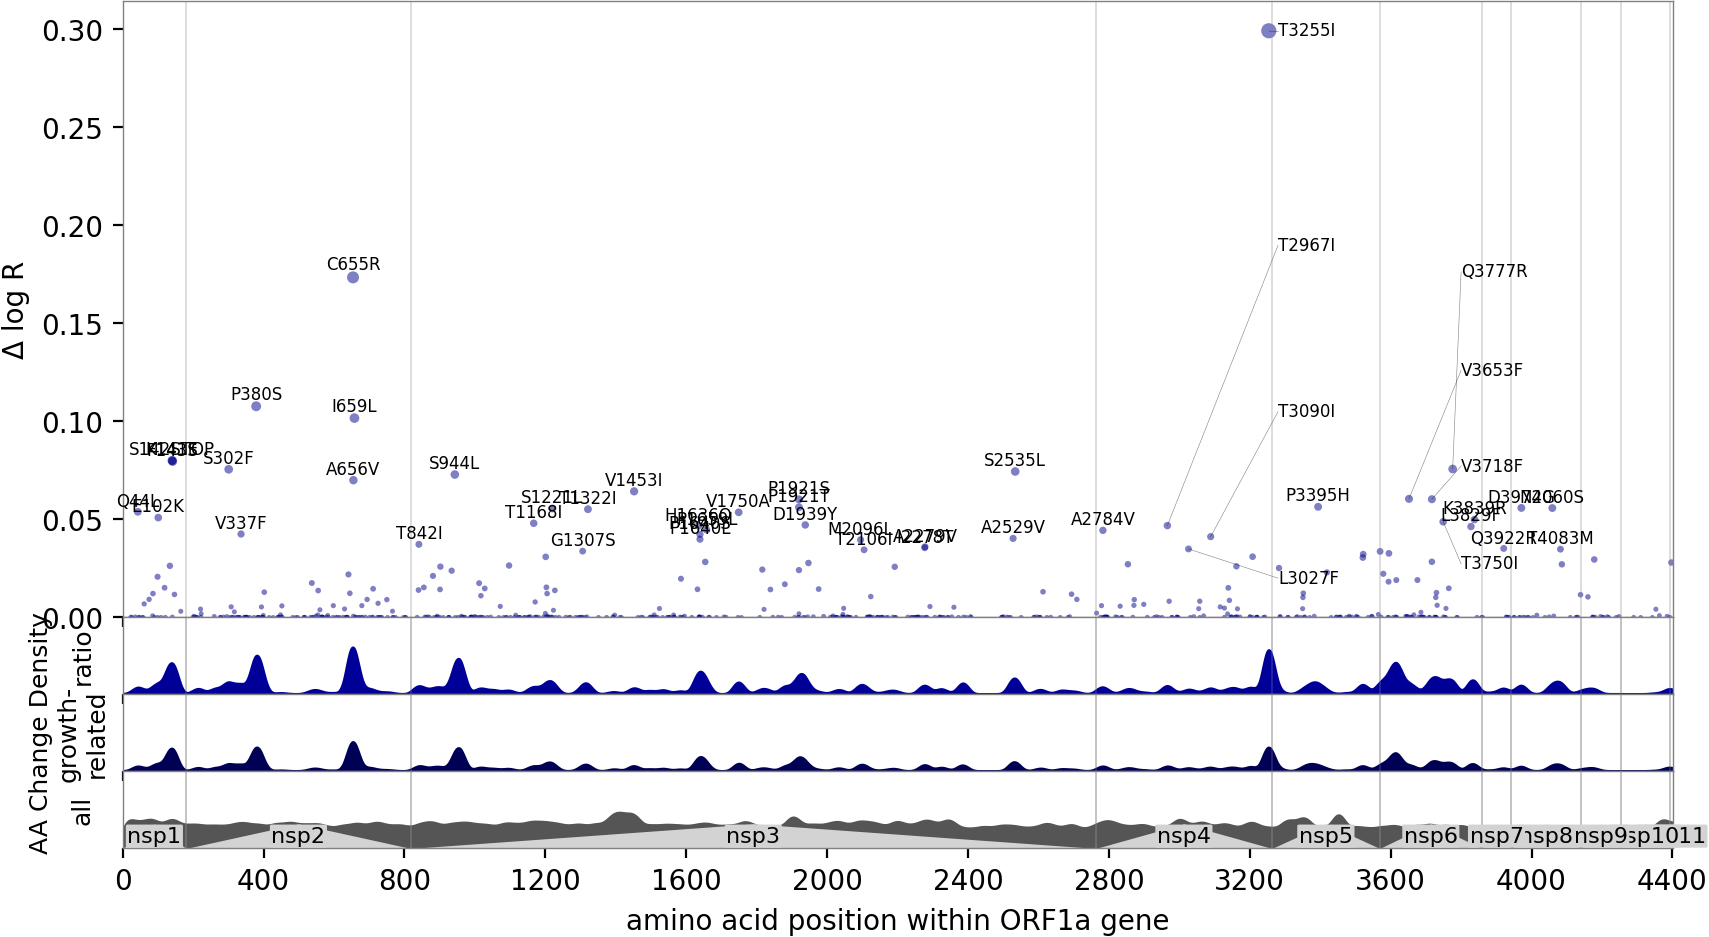 0.30
T3255I
0.25
T2967I
Q3777R
0.20
C655R
Δ log R
0.15
V3653F
P380S
T3090I
I659L
0.10
S302F
A656V
S944L
S2535L
V3718F
V1453I
P1921S
P1921T
Q44L
E102K
S1221L
T1322I
V1750A
P3395H
N4060S
T1168I
D1939Y
K3839R
L3829F
0.05
V337F
T842I
G1307S
M2096L
T2106I
A2529V
A2784V
Q3922R
T4083M
T3750I
L3027F
0.00
AA Change Density
ratio
growth-
related
all
nsp1
nsp2
nsp3
nsp4
nsp5
nsp6
nsp7
nsp9
0
400
800
1200
1600
2000
2400
2800
3200
3600
4000
4400
amino acid position within ORF1a gene